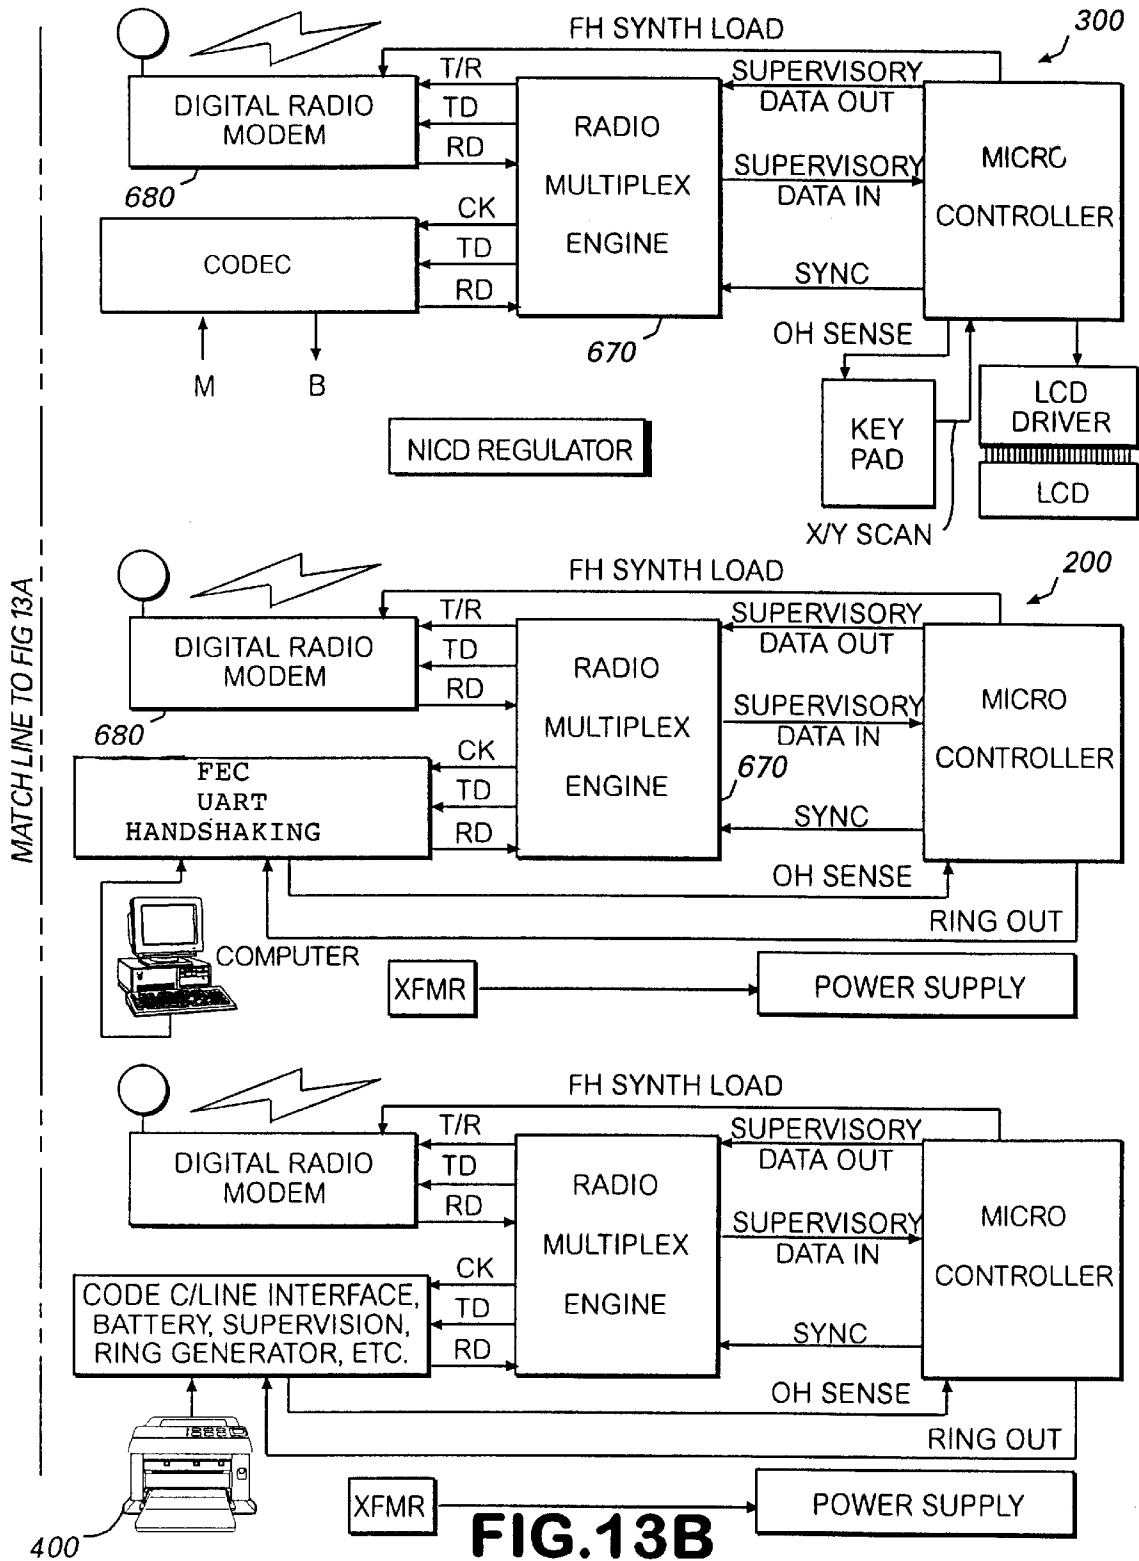 FH SYNTH LOAD
300
T/R
SUPERVISORY
DATA OUT
DIGITAL RADIO
MODEM
TD
RD
RADIO
MULTIPLEX
ENGINE
SUPERVISORY
DATA IN
MICRO
CONTROLLER
680
CK
CODEC
TD
RD
SYNC
670
OH SENSE
M
B
KEY
PAD
LCD
DRIVER
NICD REGULATOR
LCD
X/Y SCAN
MATCH LINE TO FIG 13A
FH SYNTH LOAD
200
T/R
SUPERVISORY
DATA OUT
DIGITAL RADIO
MODEM
TD
RD
RADIO
MULTIPLEX
ENGINE
SUPERVISORY
DATA IN
MICRO
CONTROLLER
680
CK
670
FEC
UART
HANDSHAKING
TD
RD
SYNC
OH SENSE
RING OUT
COMPUTER
XFMR
POWER SUPPLY
FH SYNTH LOAD
T/R
SUPERVISORY
DATA OUT
DIGITAL RADIO
MODEM
TD
RD
RADIO
MULTIPLEX
ENGINE
SUPERVISORY
DATA IN
MICRO
CONTROLLER
CK
CODE C/LINE INTERFACE,
BATTERY, SUPERVISION,
RING GENERATOR, ETC.
TD
RD
SYNC
OH SENSE
RING OUT
XFMR
POWER SUPPLY
400
FIG.13B